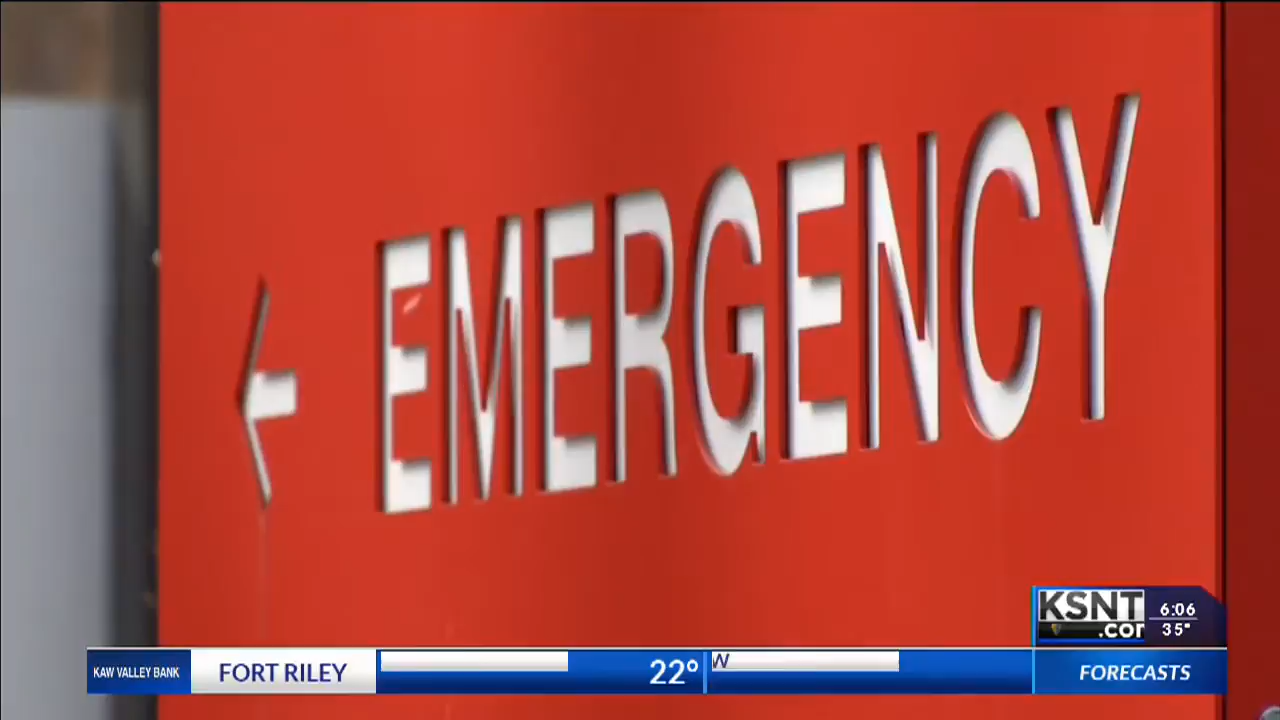 EMERGENCY
KSNT
.com
6:06
35°
KAW VALLEY BANK
FORT RILEY
22°
W
FORECASTS